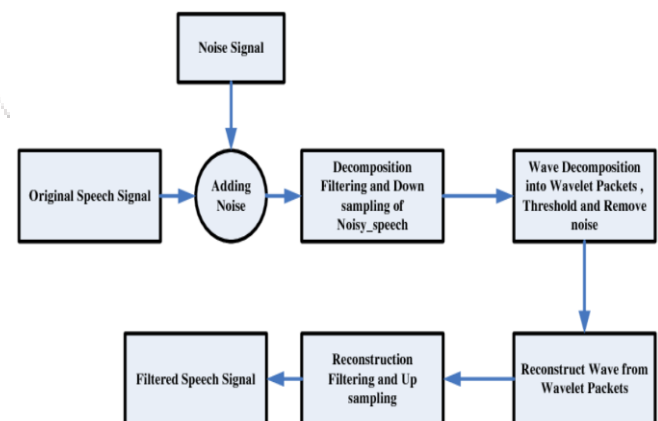 Noise Signal
Original Speech Signal
Adding
Noise
Decomposition
Filtering and Down
sampling of
Noisy_speech
Wave Decomposition
into Wavelet Packets ,
Threshold and Remove
noise
Filtered Speech Signal
Reconstruction
Filtering and Up
sampling
Reconstruct Wave from
Wavelet Packets